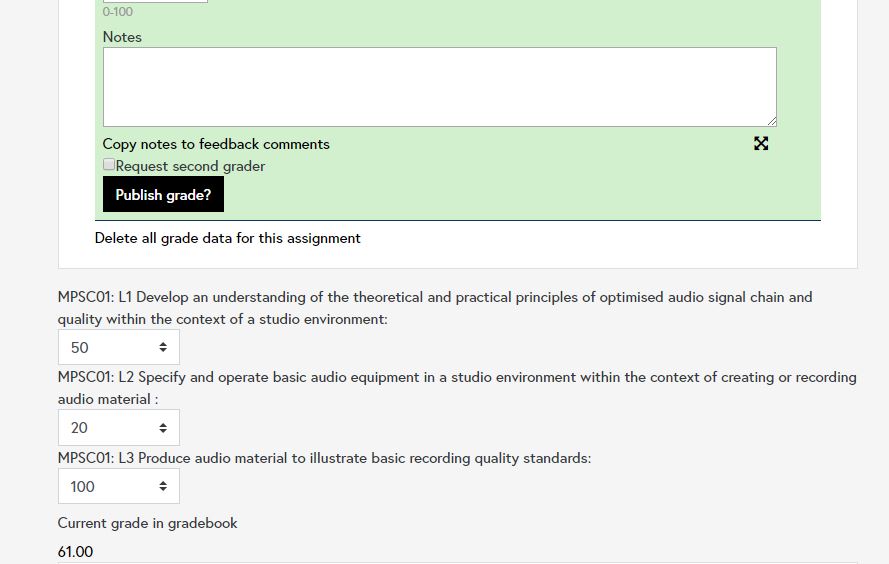 0-100
Notes
Copy notes to feedback comments
Request second grader
Publish grade?
Delete all grade data for this assignment
MPSC01: L1 Develop an understanding of the theoretical and practical principles of optimised audio signal chain and
quality within the context of a studio environment:
50
MPSC01: L2 Specify and operate basic audio equipment in a studio environment within the context of creating or recording
audio material :
20
MPSC01: L3 Produce audio material to illustrate basic recording quality standards:
100
Current grade in gradebook
61.00